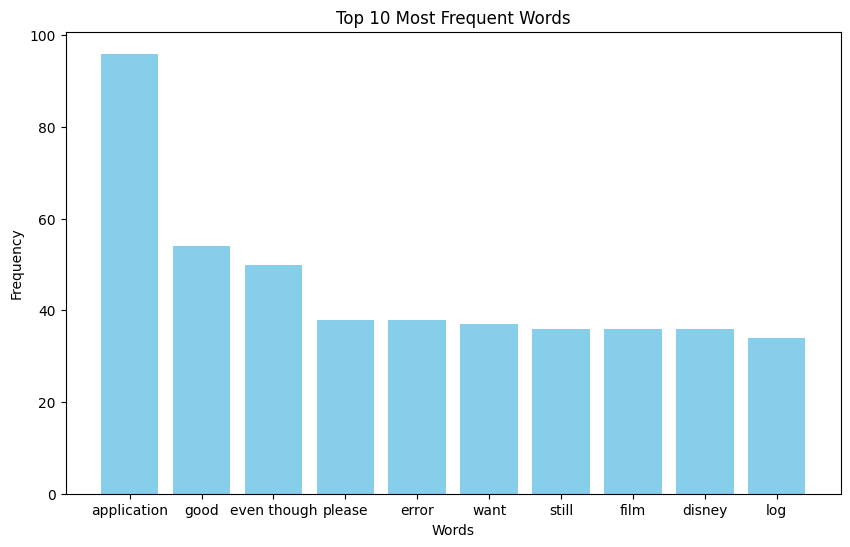 Top 10 Most Frequent Words
100
80
60
40
20
0
Frequency
application good even though please error want still film disney log
Words